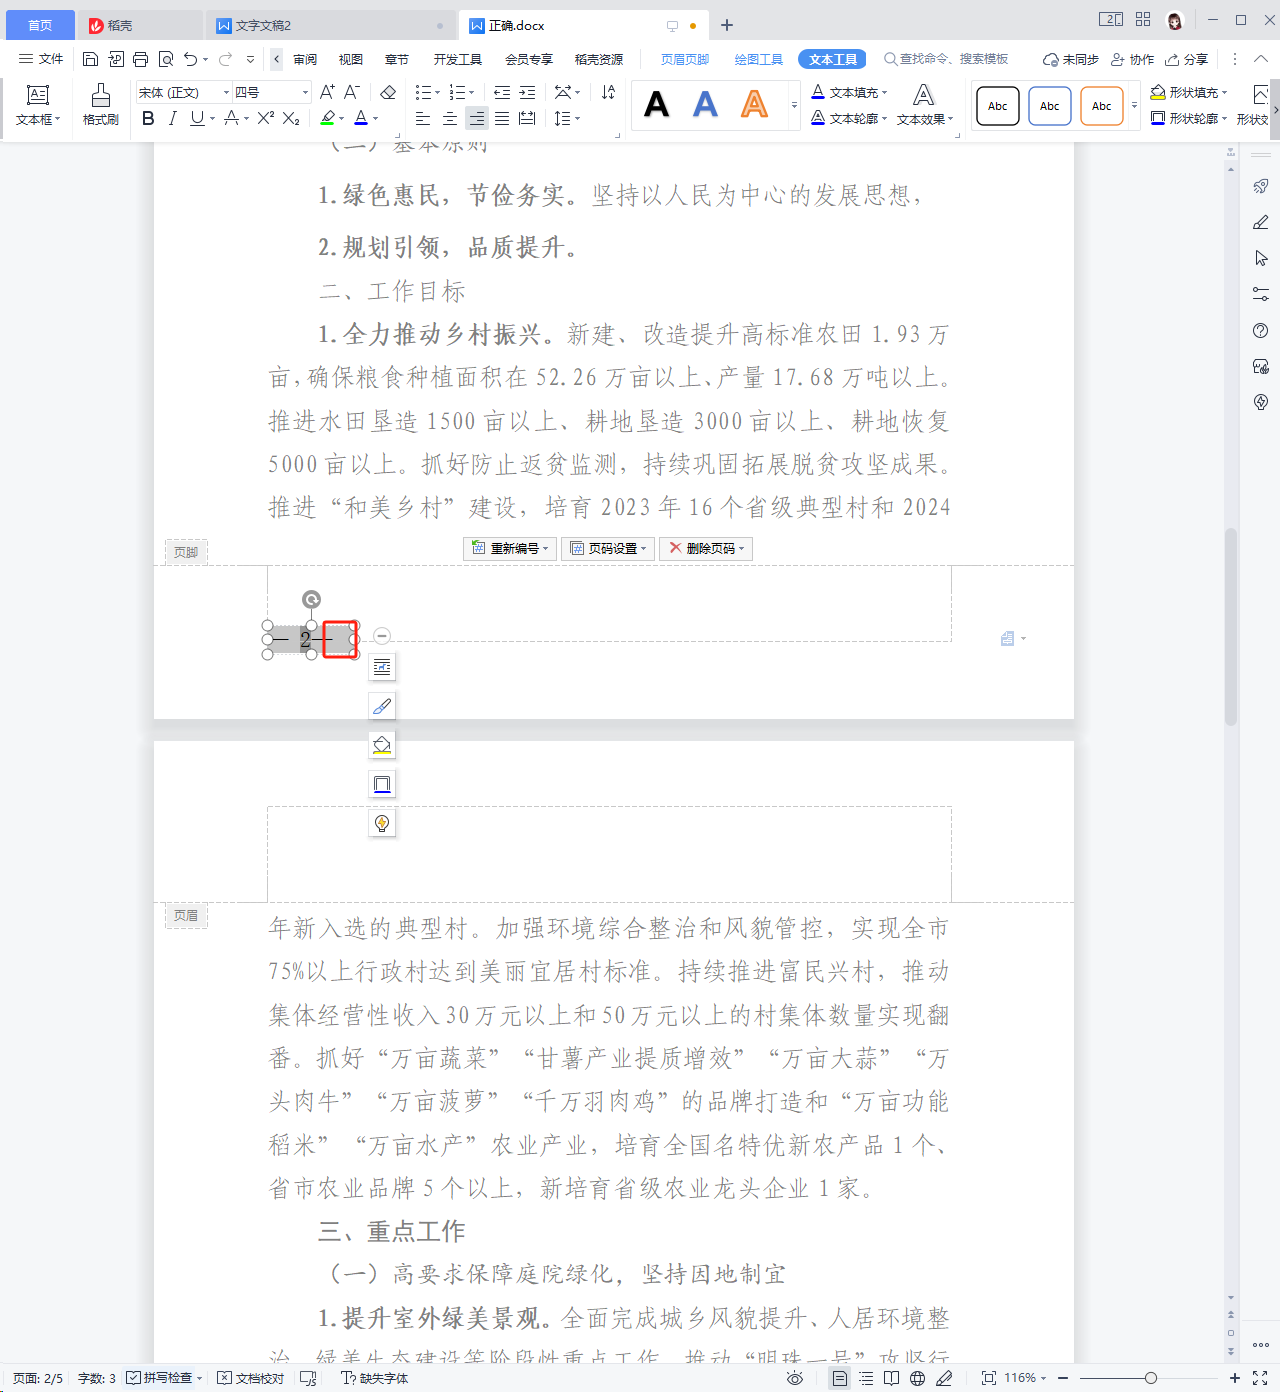 首页 稻壳 文字文稿2 正确.docx
文件 审阅 视图 章节 开发工具 会员专享 稻壳资源 页眉页脚 绘图工具 文本工具 查找命令、搜索模板 未同步 协作 分享
宋体 (正文) 四号 文本填充 形状填充
文本框 格式刷 Abc Abc Abc
文本轮廓 文本效果 形状轮廓
(二) 基本原则
1.绿色惠民，节俭务实。坚持以人民为中心的发展思想，
2.规划引领，品质提升。
二、工作目标
1.全力推动乡村振兴。新建、改造提升高标准农田 1.93 万
亩，确保粮食种植面积在 52.26 万亩以上、产量 17.68 万吨以上。
推进水田垦造 1500 亩以上、耕地垦造 3000 亩以上、耕地恢复
5000 亩以上。抓好防止返贫监测，持续巩固拓展脱贫攻坚成果。
推进“和美乡村”建设，培育 2023 年 16 个省级典型村和 2024
页脚 重新编号 页码设置 删除页码
— 2 —
页眉
年新入选的典型村。加强环境综合整治和风貌管控，实现全市
75%以上行政村达到美丽宜居村标准。持续推进富民兴村，推动
集体经营性收入 30 万元以上和 50 万元以上的村集体数量实现翻
番。抓好“万亩蔬菜”“甘薯产业提质增效”“万亩大蒜”“万
头肉牛”“万亩菠萝”“千万羽肉鸡”的品牌打造和“万亩功能
稻米”“万亩水产”农业产业，培育全国名特优新农产品 1 个、
省市农业品牌 5 个以上，新培育省级农业龙头企业 1 家。
三、重点工作
（一）高要求保障庭院绿化，坚持因地制宜
1.提升室外绿美景观。全面完成城乡风貌提升、人居环境整
治、绿美生态建设等阶段性重点工作，推动“明珠一号”攻坚行
页面: 2/5 字数: 3 拼写检查 文档校对 缺失字体 116%